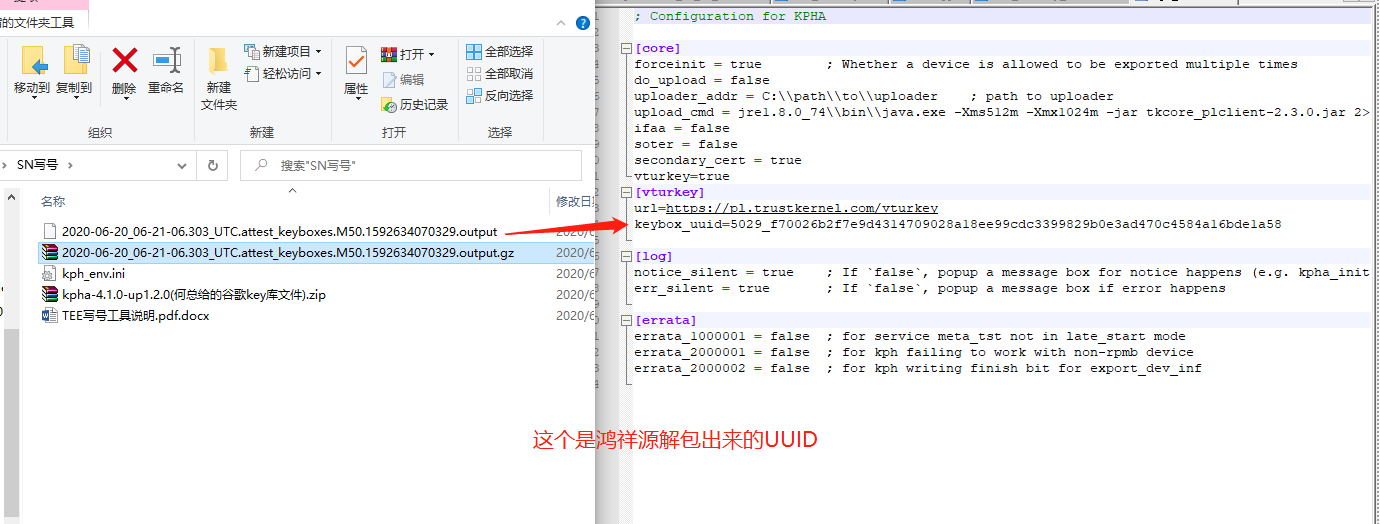 的文件夹工具
移动到
复制到
删除
重命名
新建
文件夹
新建项目
轻松访问
属性
打开
编辑
历史记录
全部选择
全部取消
反向选择
组织
新建
打开
选择
SN写号
搜索"SN写号"
名称
修改日期
2020-06-20_06-21-06.303_UTC.attest_keyboxes.M50.1592634070329.output
2020-06-20_06-21-06.303_UTC.attest_keyboxes.M50.1592634070329.output.gz
2020/6
kph_env.ini
2020/6
kpha-4.1.0-up1.2.0(何总给的谷歌key库文件).zip
2020/6
TEE写号工具说明.pdf.docx
2020/6
; Configuration for KPHA
[core]
forceinit = true ; Whether a device is allowed to be exported multiple times
do_upload = false
uploader_addr = C:\\path\\to\\uploader ; path to uploader
upload_cmd = jre1.8.0_74\\bin\\java.exe -Xms512m -Xmx1024m -jar tkcore_plclient-2.3.0.jar 2>
ifaa = false
soter = false
secondary_cert = true
vturkey=true
[vturkey]
url=https://pl.trustkernel.com/vturkey
keybox_uuid=5029_f70026b2f7e9d4314709028a18ee99cdc3399829b0e3ad470c4584a16bde1a58
[log]
notice_silent = true ; If `false`, popup a message box for notice happens (e.g. kpha_init
err_silent = true ; If `false`, popup a message box if error happens
[errata]
errata_1000001 = false ; for service meta_tst not in late_start mode
errata_2000001 = false ; for kph failing to work with non-rpmb device
errata_2000002 = false ; for kph writing finish bit for export_dev_inf
这个是鸿祥源解包出来的UUID